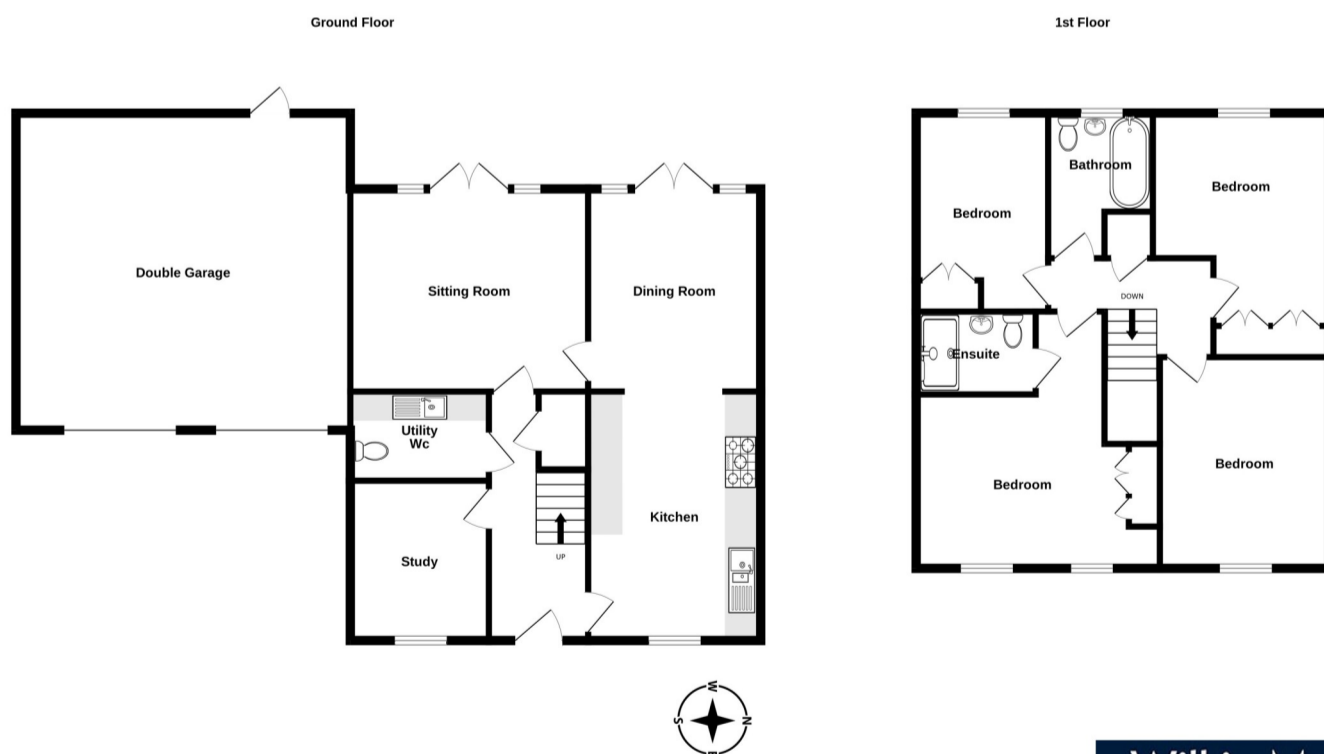 Ground Floor
1st Floor
Double Garage
Sitting Room
Dining Room
Utility
Wc
Study
UP
Kitchen
Bedroom
Bathroom
Bedroom
DOWN
Ensuite
Bedroom
Bedroom
W
S
N